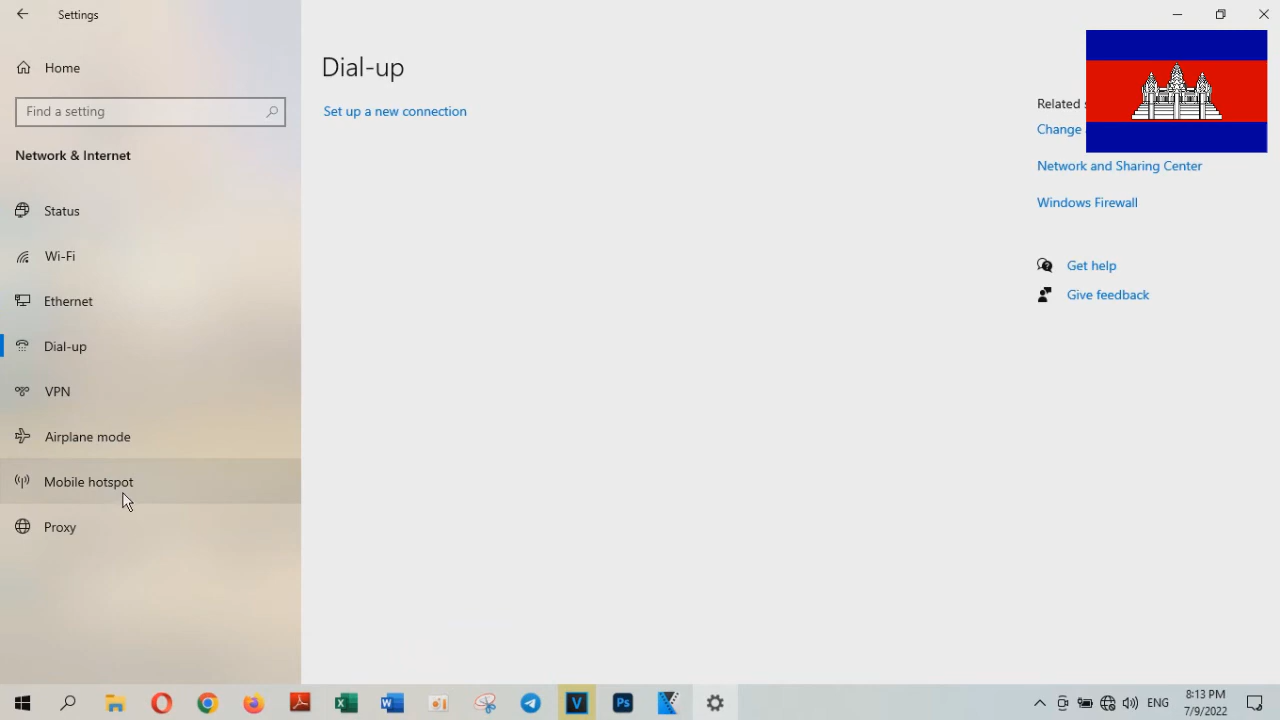 Settings
Home
Find a setting
Network & Internet
Status
Wi-Fi
Ethernet
Dial-up
VPN
Airplane mode
Mobile hotspot
Proxy
Dial-up
Set up a new connection
Related
Change
Network and Sharing Center
Windows Firewall
Get help
Give feedback
V
Ps
ENG
8:13 PM
7/9/2022